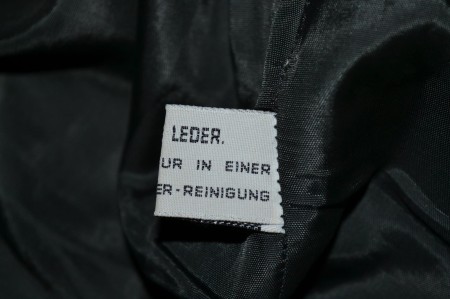 LEDER.
UR IN EINER
ER-REINIGUNG